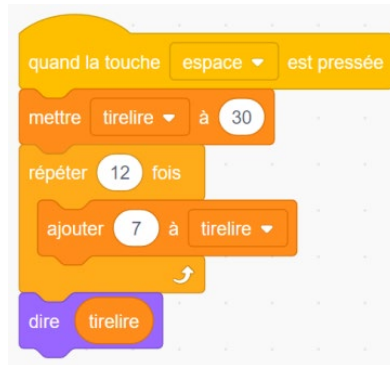 quand la touche espace est pressée
mettre tirelire à 30
répéter 12 fois
ajouter 7 à tirelire
dire tirelire